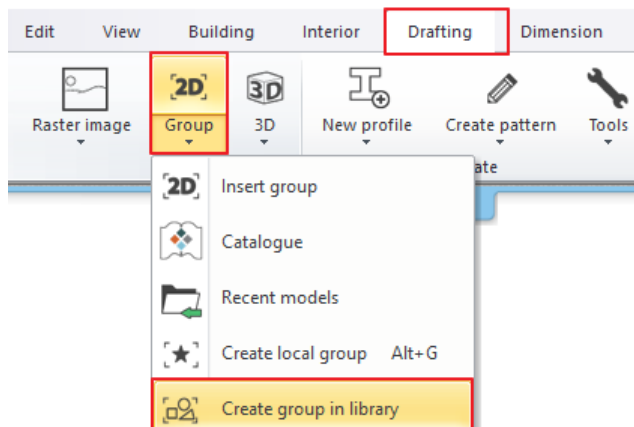 Edit View Building Interior Drafting Dimension
2D 3D
Raster image Group 3D New profile Create pattern Tools
ate
2D Insert group
Catalogue
Recent models
Create local group Alt+G
Create group in library